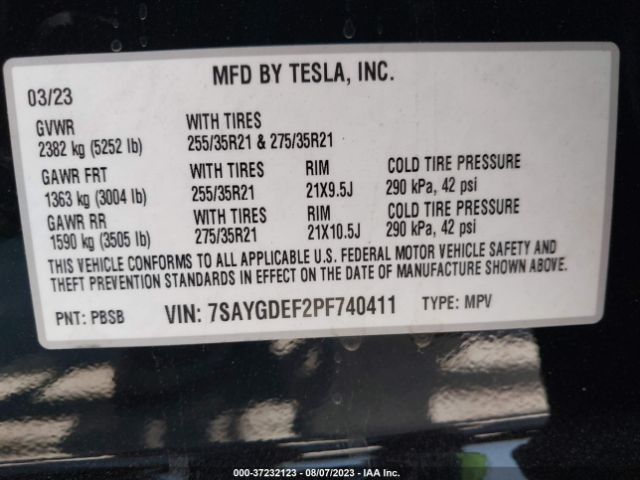 MFD BY TESLA, INC.
03/23
GVWR WITH TIRES
2382 kg (5252 lb) 255/35R21 & 275/35R21
GAWR FRT WITH TIRES RIM COLD TIRE PRESSURE
1363 kg (3004 lb) 255/35R21 21X9.5J 290 kPa, 42 psi
GAWR RR WITH TIRES RIM COLD TIRE PRESSURE
1590 kg (3505 lb) 275/35R21 21X10.5J 290 kPa, 42 psi
THIS VEHICLE CONFORMS TO ALL APPLICABLE U.S. FEDERAL MOTOR VEHICLE SAFETY AND
THEFT PREVENTION STANDARDS IN EFFECT ON THE DATE OF MANUFACTURE SHOWN ABOVE.
PNT: PBSB VIN: 7SAYGDEF2PF740411 TYPE: MPV
000-37232123 - 08/07/2023 - IAA Inc.